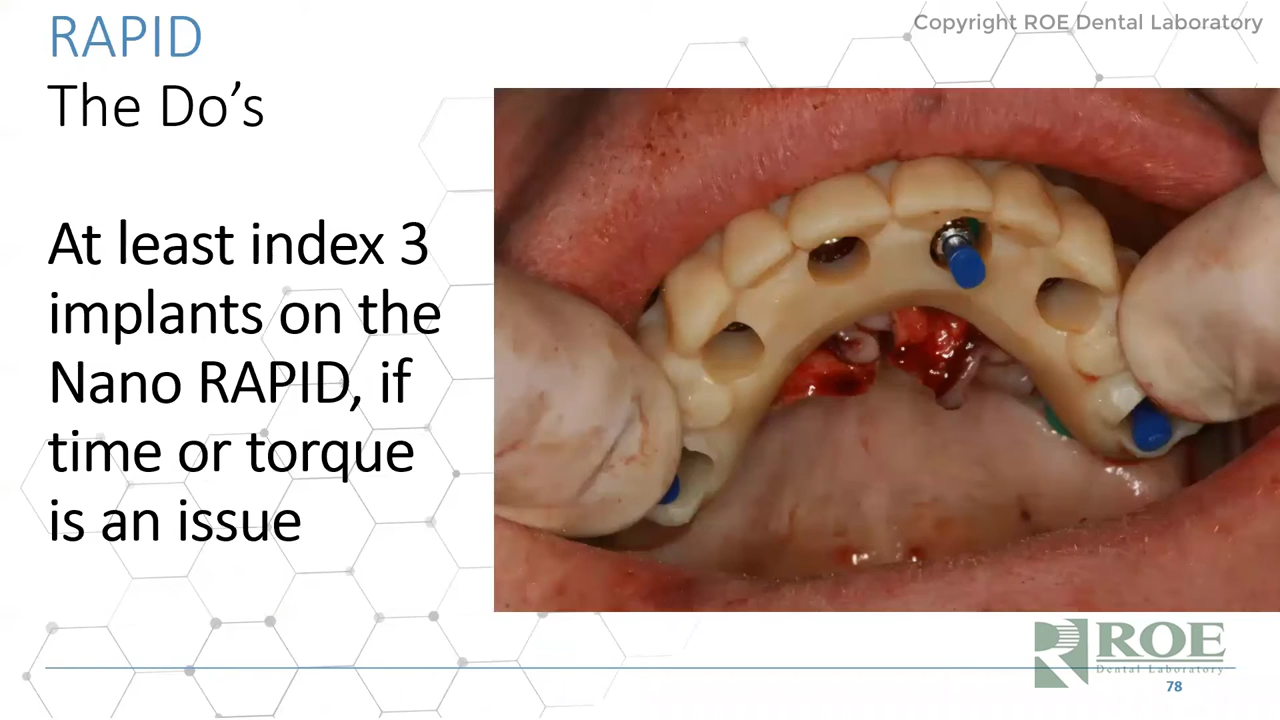 RAPID
Copyright ROE Dental Laboratory
The Do’s
At least index 3
implants on the
Nano RAPID, if
time or torque
is an issue
ROE
Dental Laboratory
78